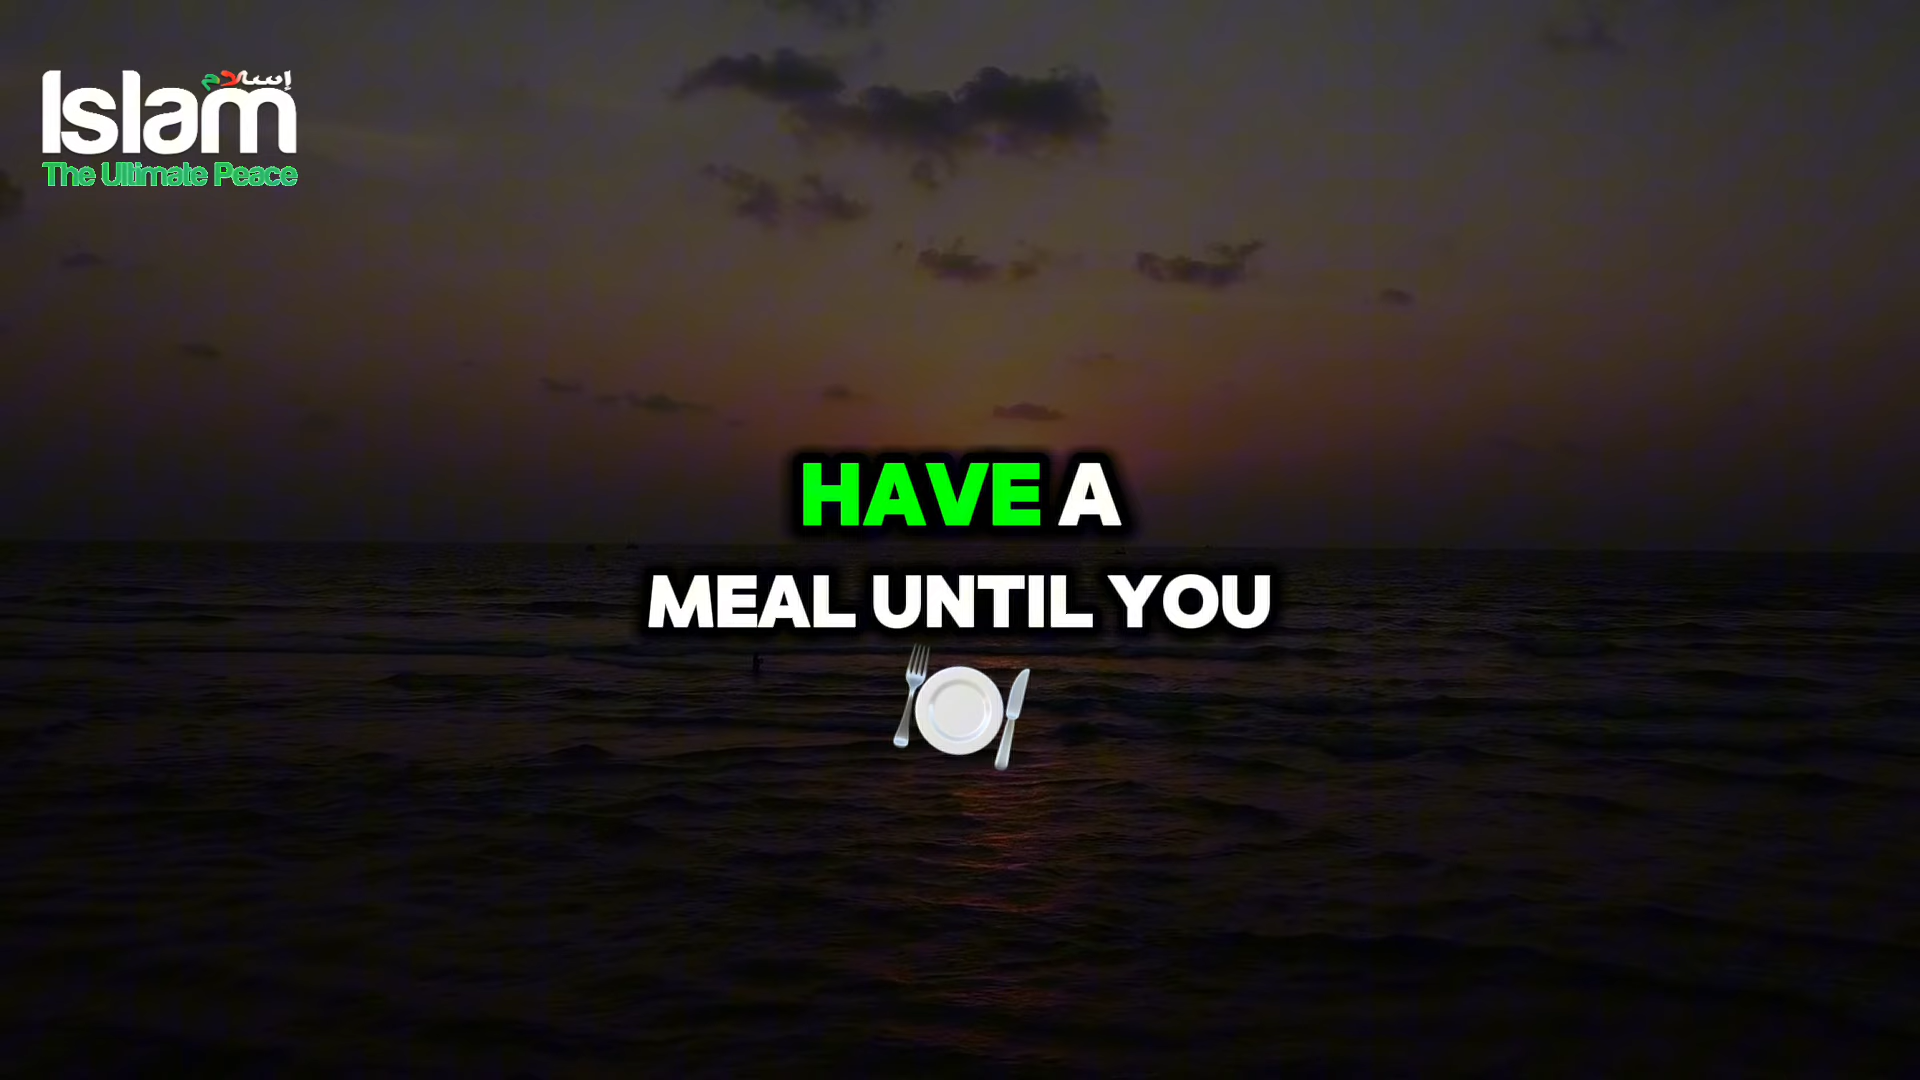 إسلام
Islam
The Ultimate Peace
HAVE A
MEAL UNTIL YOU